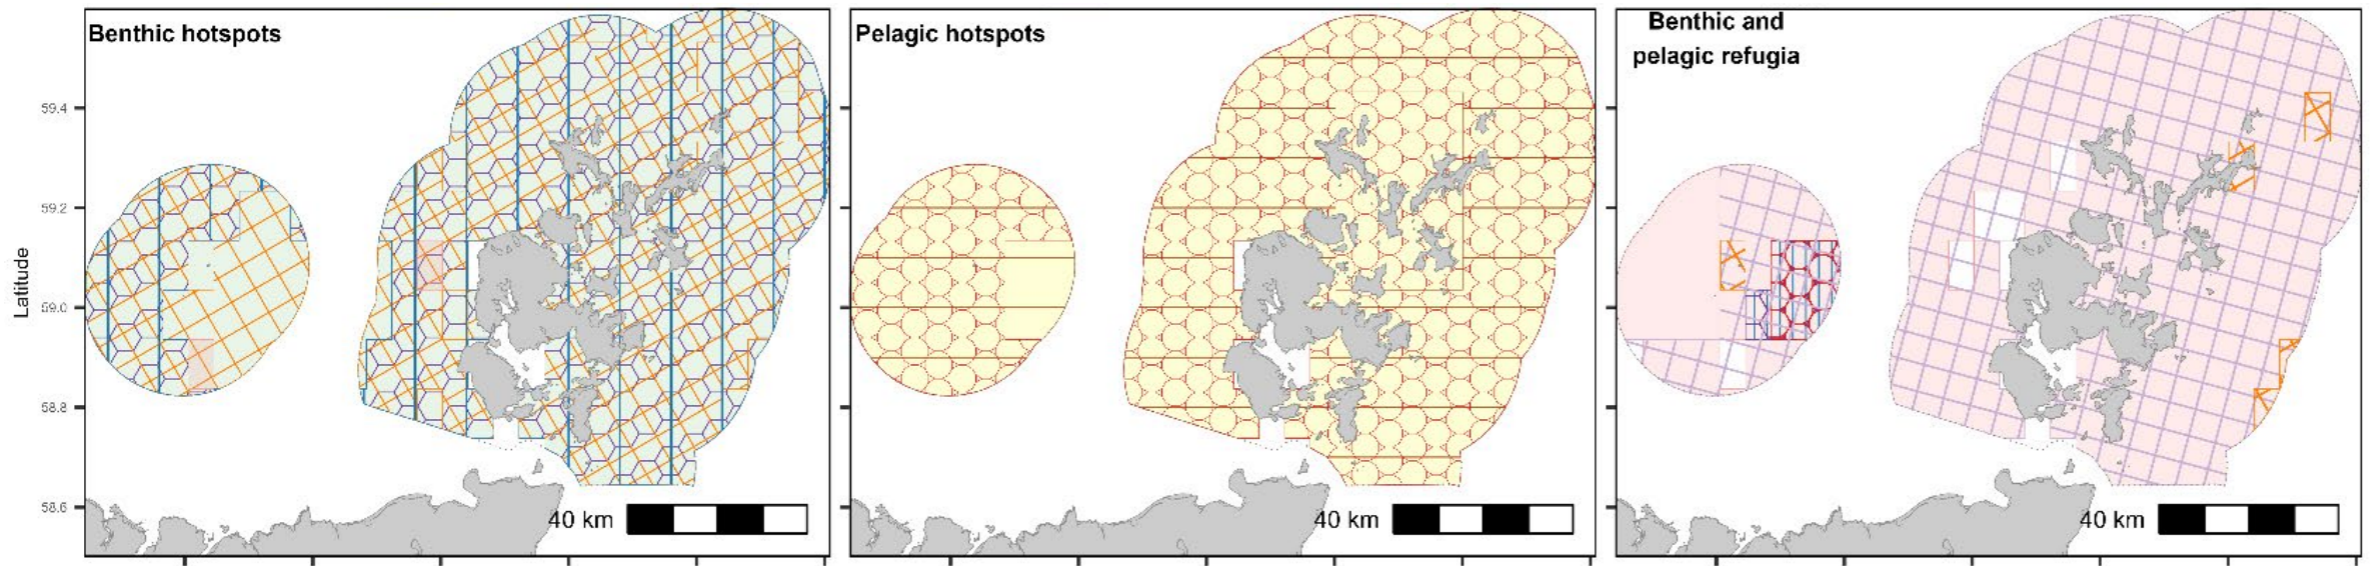 Benthic hotspots
Pelagic hotspots
Benthic and
pelagic refugia
Latitude
59.4
59.2
59.0
58.8
58.6
40 km
40 km
40 km